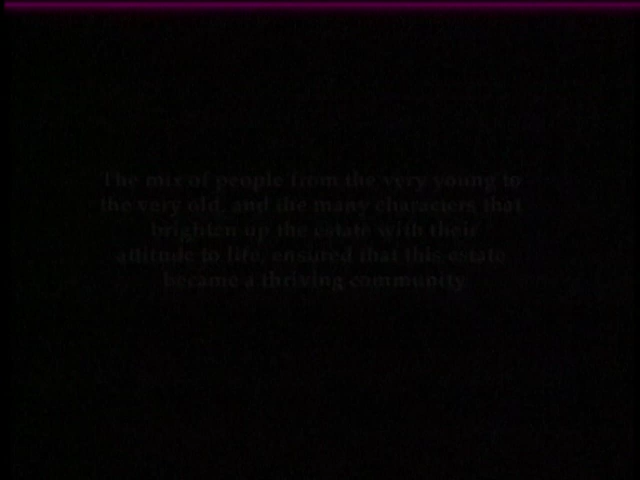 The mix of people from the very young to
the very old, and the many characters that
brighten up the estate with their
attitude to life, ensured that this estate
became a thriving community